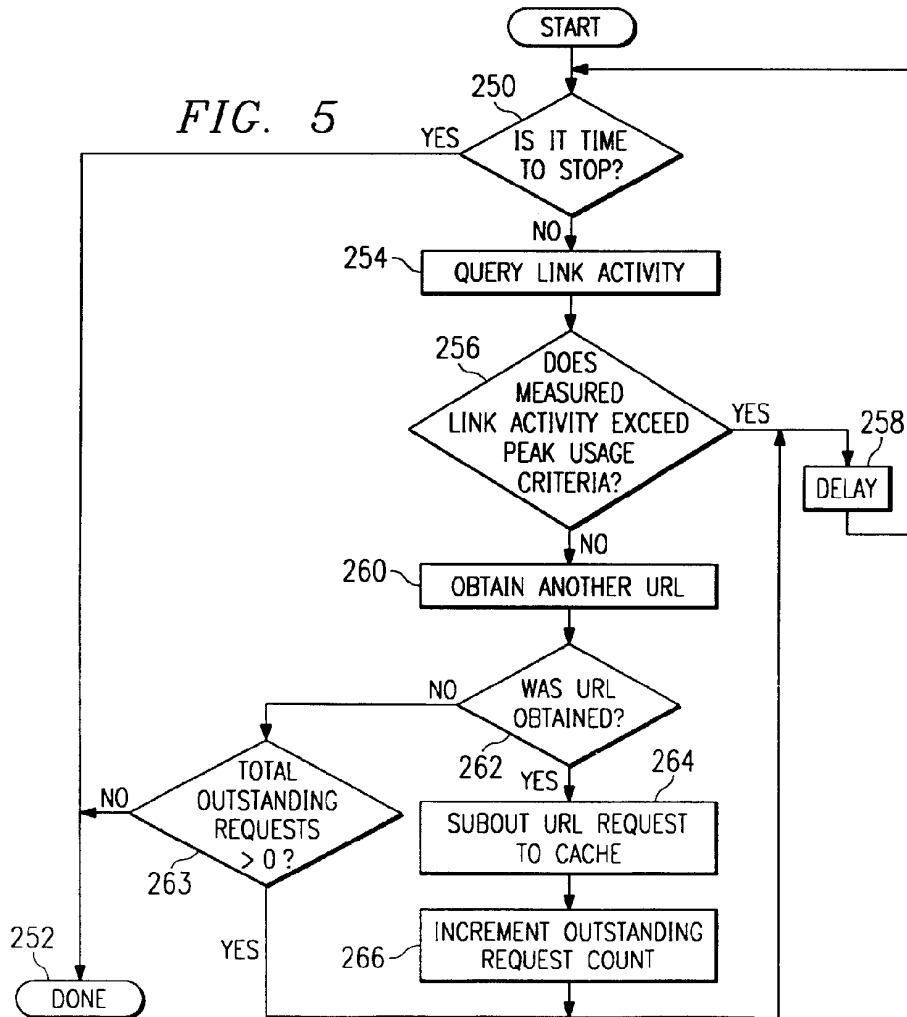 START
FIG. 5
250
YES
IS IT TIME
TO STOP?
NO
254
QUERY LINK ACTIVITY
256
DOES
MEASURED
LINK ACTIVITY EXCEED
PEAK USAGE
CRITERIA?
YES
258
DELAY
NO
260
OBTAIN ANOTHER URL
NO
WAS URL
OBTAINED?
262
YES
264
NO
TOTAL
OUTSTANDING
REQUESTS
> 0?
263
SUBOUT URL REQUEST
TO CACHE
252
DONE
YES
266
INCREMENT OUTSTANDING
REQUEST COUNT